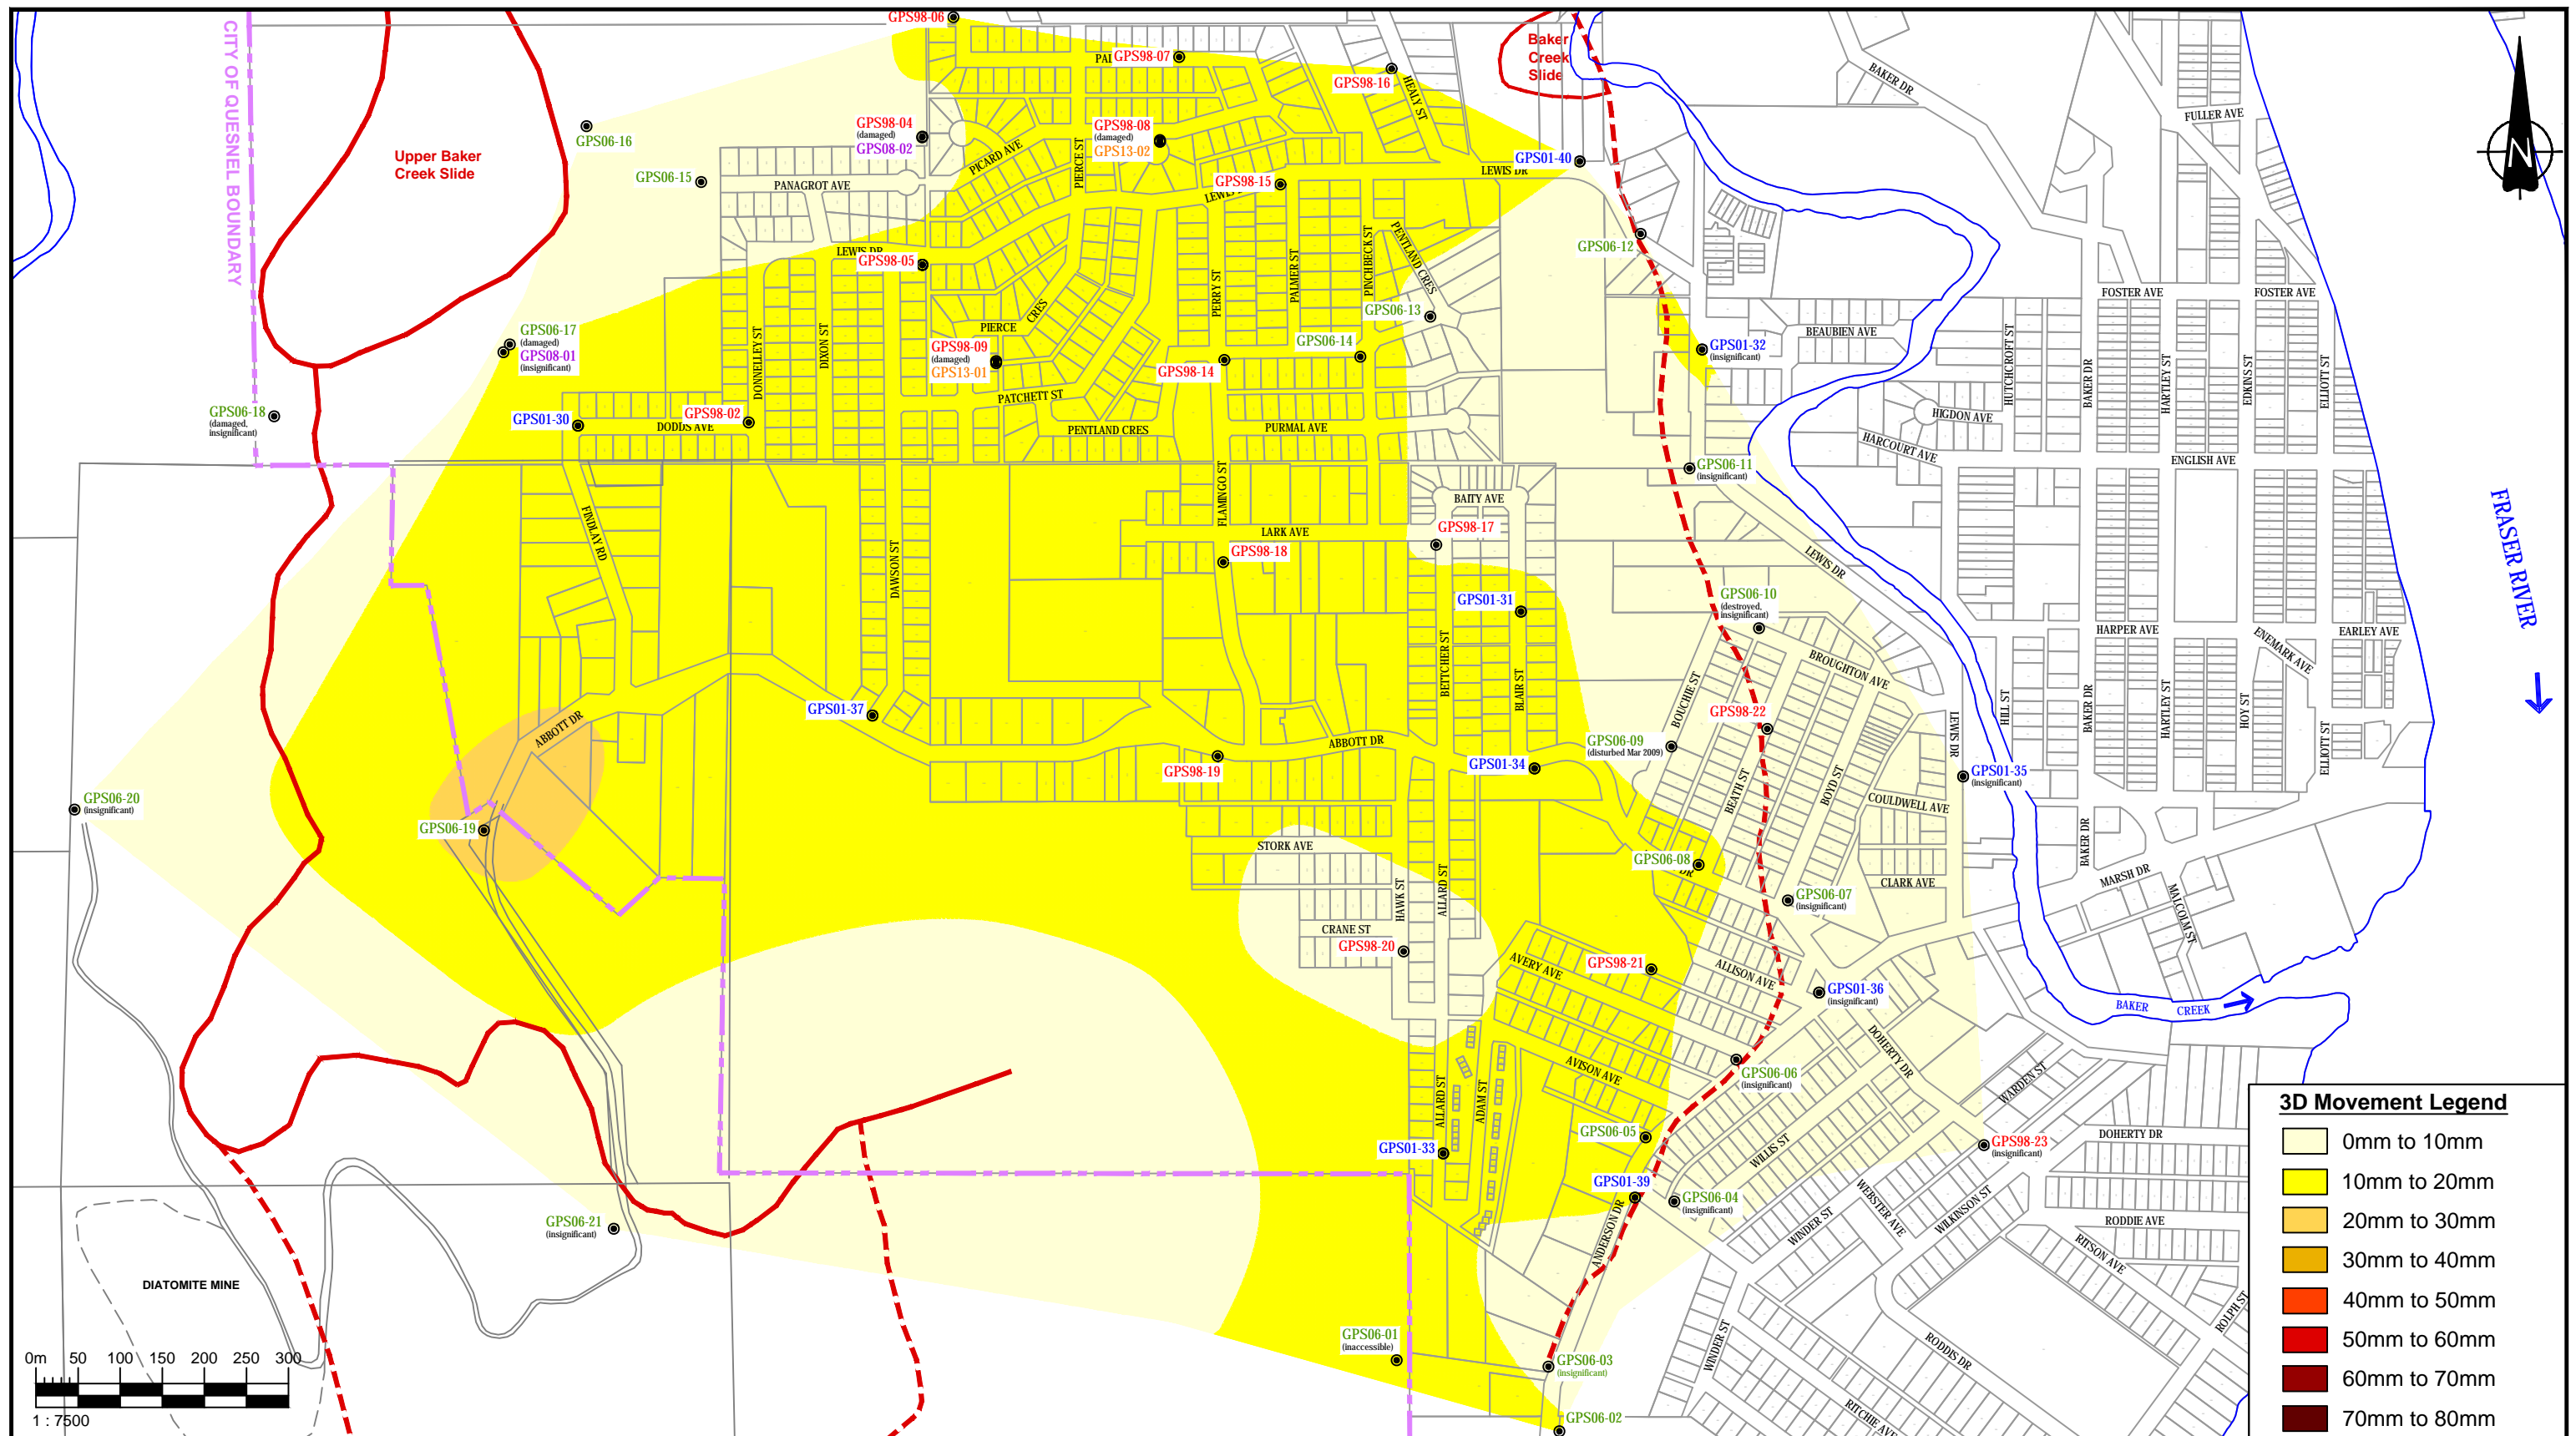 GPS98-06
CITY OF QUESNEL BOUNDARY
GPS98-07
Baker
Creek
Slide
GPS98-16
HEALY ST
BAKER DR
FULLER AVE
N
GPS06-16
GPS98-04
(damaged)
GPS08-02
GPS98-08
(damaged)
GPS13-02
PIERCE ST
PICARD AVE
Upper Baker
Creek Slide
GPS06-15
PANAGROT AVE
GPS98-15
GPS01-40
LEWIS DR
LEWIS DR
GPS98-05
GPS06-12
PENTLAND CRES
PINCHBECK ST
PALMER ST
PERRY ST
GPS06-13
FOSTER AVE
FOSTER AVE
GPS06-17
(damaged)
GPS08-01
(insignificant)
DONNELLEY ST
DIXON ST
PIERCE
CRES
GPS98-09
(damaged)
GPS13-01
GPS98-14
GPS06-14
GPS01-32
(insignificant)
BEAUBIEN AVE
HUTCHCROFT ST
BAKER DR
HARTLEY ST
EDKINS ST
ELLIOTT ST
GPS06-18
(damaged,
insignificant)
GPS01-30
GPS98-02
DODDS AVE
PATCHETT ST
PENTLAND CRES
PURMAL AVE
HIGDON AVE
HARCOURT AVE
ENGLISH AVE
GPS06-11
(insignificant)
FINDLAY RD
DAWSON ST
FLAMINGO ST
BAITY AVE
LARK AVE
GPS98-17
GPS98-18
LEWIS DR
FRASER RIVER
GPS01-31
GPS06-10
(destroyed,
insignificant)
BETTCHER ST
BLAIR ST
BOUCHIE ST
BROUGHTON AVE
HARPER AVE
EARLEY AVE
ENEMARK AVE
HILL ST
BAKER DR
HARTLEY ST
HOY ST
ELLIOTT ST
GPS01-37
ABBOTT DR
ABBOTT DR
GPS98-19
GPS01-34
GPS06-09
(disturbed Mar 2009)
GPS98-22
LEWIS DR
GPS01-35
(insignificant)
BEATH ST
BOYD ST
COULDWELL AVE
GPS06-20
(insignificant)
GPS06-19
STORK AVE
GPS06-08
DR
HAWK ST
ALLARD ST
GPS06-07
(insignificant)
CLARK AVE
BAKER DR
MARSH DR
MALCOLM ST
CRANE ST
GPS98-20
AVERY AVE
GPS98-21
ALLISON AVE
GPS01-36
(insignificant)
BAKER CREEK
DOHERTY DR
AVISON AVE
GPS06-06
(insignificant)
WARDEN ST
ALLARD ST
ADAM ST
GPS06-05
GPS01-33
WILLIS ST
GPS98-23
(insignificant)
DOHERTY DR
GPS01-39
GPS06-04
(insignificant)
ANDERSON DR
WINDER ST
WEBSTER AVE
WILKINSON ST
RODDIE AVE
RITSON AVE
GPS06-21
(insignificant)
DIATOMITE MINE
GPS06-01
(inaccessible)
GPS06-03
(insignificant)
WINDER ST
RODDIS DR
ROLPH ST
RITCHIE AVE
GPS06-02
0m 50 100 150 200 250 300
1 : 7500
3D Movement Legend
0mm to 10mm
10mm to 20mm
20mm to 30mm
30mm to 40mm
40mm to 50mm
50mm to 60mm
60mm to 70mm
70mm to 80mm